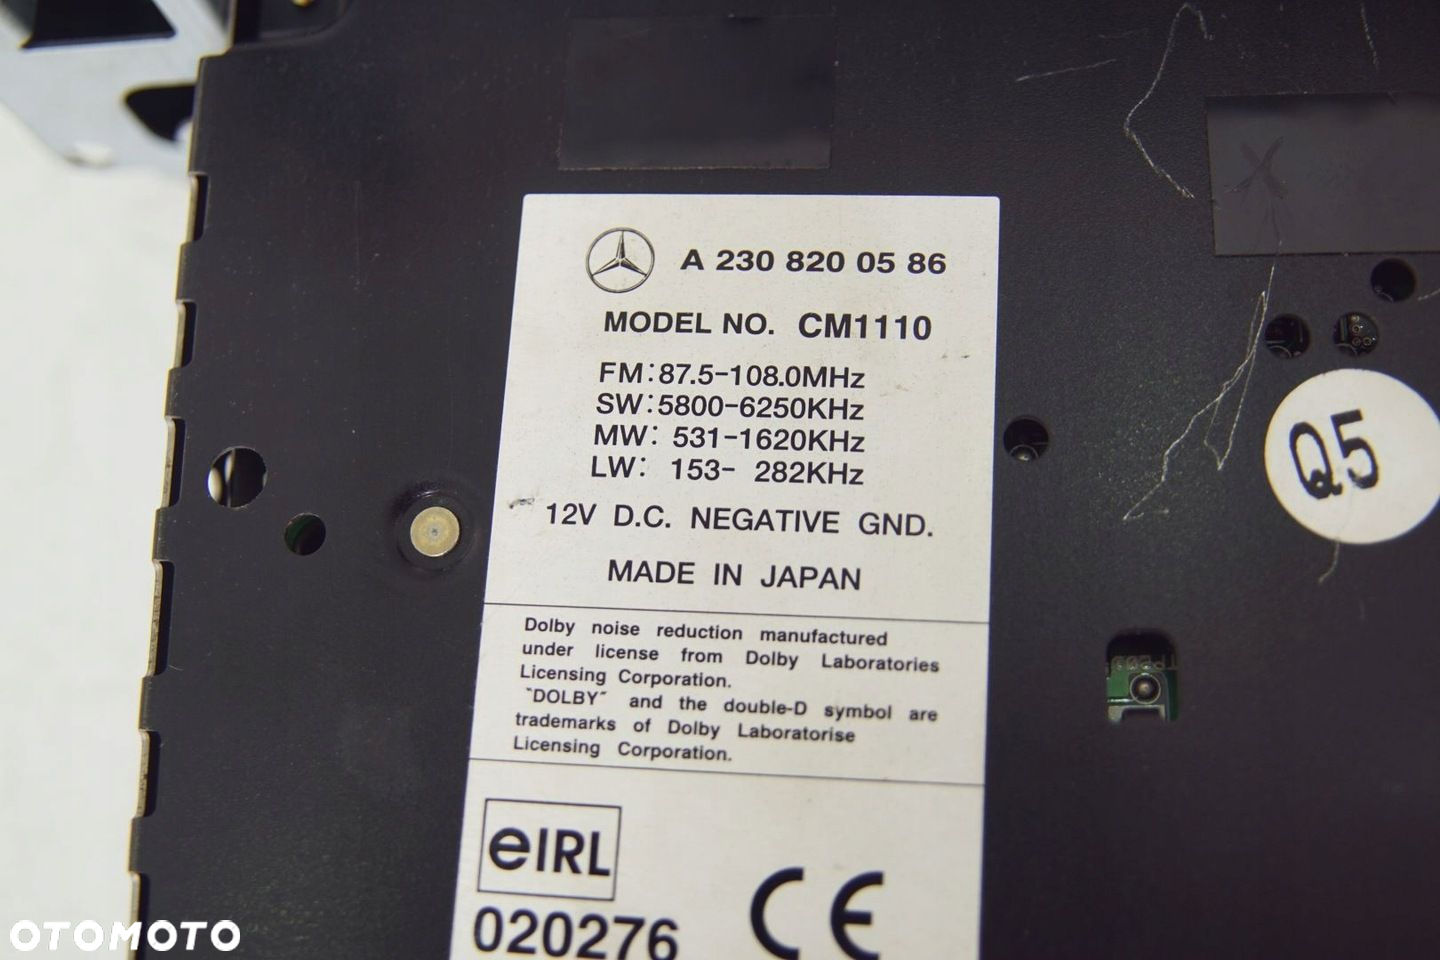 A 230 820 05 86
MODEL NO. CM1110
FM:87.5-108.0MHz
SW:5800-6250KHz
MW: 531-1620KHz
LW: 153- 282KHz
12V D.C. NEGATIVE GND.
MADE IN JAPAN
Dolby noise reduction manufactured
under license from Dolby Laboratories
Licensing Corporation.
"DOLBY" and the double-D symbol are
trademarks of Dolby Laboratorise
Licensing Corporation.
eIRL
020276
CE
Q5
X
OTOMOTO